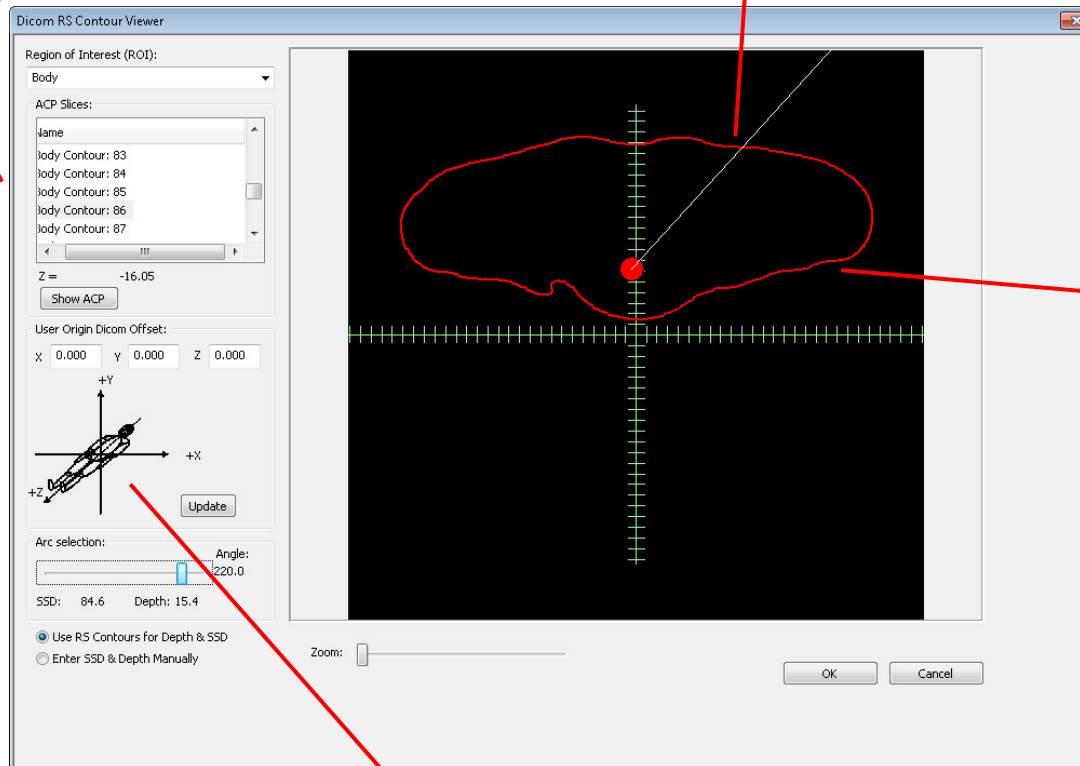 Dicom RS Contour Viewer
Region of Interest (ROI):
Body
ACP Slices:
Name
Body Contour: 83
Body Contour: 84
Body Contour: 85
Body Contour: 86
Body Contour: 87
Z = -16.05
Show ACP
User Origin Dicom Offset:
X 0.000 Y 0.000 Z 0.000
+Y
+X
+Z
Update
Arc selection:
Angle:
220.0
SSD: 84.6 Depth: 15.4
Use RS Contours for Depth & SSD
Enter SSD & Depth Manually
Zoom:
OK Cancel